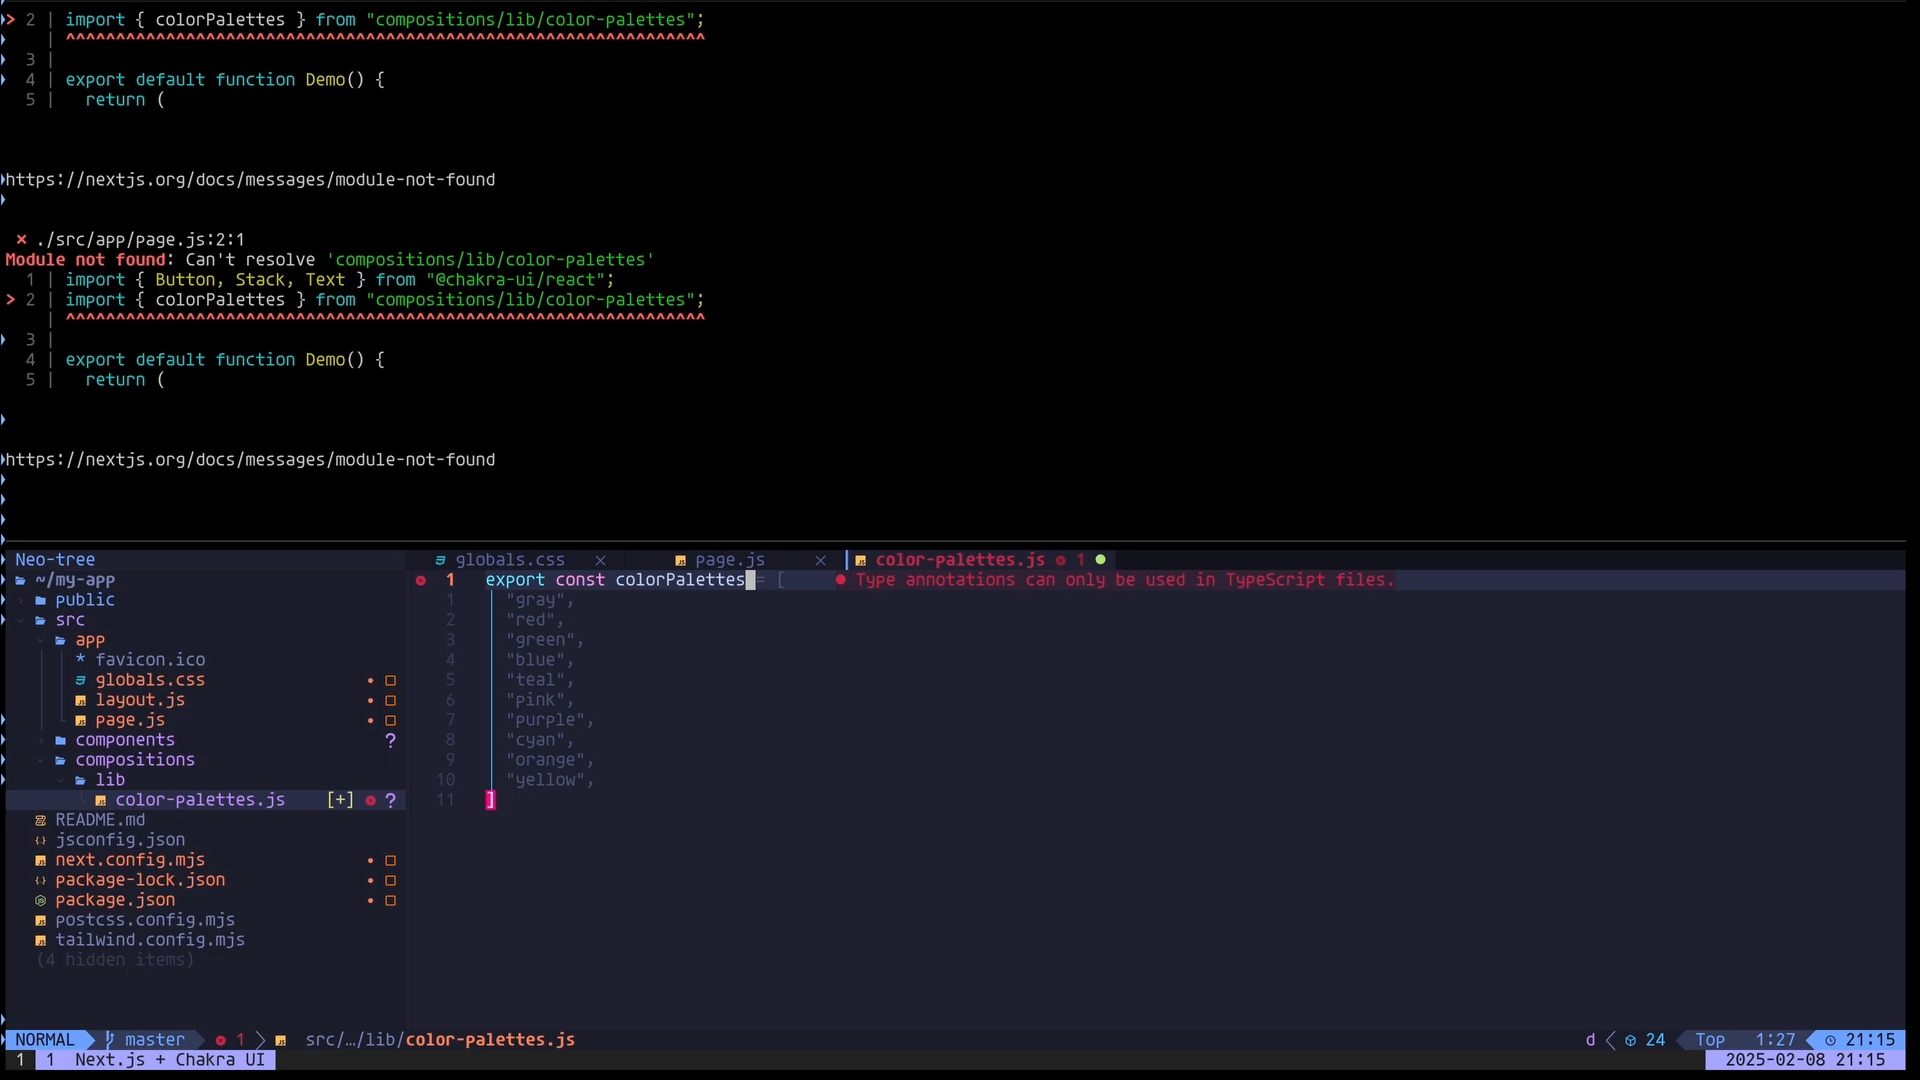 > 2 | import { colorPalettes } from "compositions/lib/color-palettes";
| ^^^^^^^^^^^^^^^^^^^^^^^^^^^^^^^^^^^^^^^^^^^^^^^^^^^^^^^^^^^^^^^^
3 |
4 | export default function Demo() {
5 | return (
https://nextjs.org/docs/messages/module-not-found
× ./src/app/page.js:2:1
Module not found: Can't resolve 'compositions/lib/color-palettes'
1 | import { Button, Stack, Text } from "@chakra-ui/react";
> 2 | import { colorPalettes } from "compositions/lib/color-palettes";
| ^^^^^^^^^^^^^^^^^^^^^^^^^^^^^^^^^^^^^^^^^^^^^^^^^^^^^^^^^^^^^^^^
3 |
4 | export default function Demo() {
5 | return (
https://nextjs.org/docs/messages/module-not-found
Neo-tree
~/my-app
public
src
app
* favicon.ico
globals.css
layout.js
page.js
components ?
compositions
lib
color-palettes.js [+] ?
README.md
jsconfig.json
next.config.mjs
package-lock.json
package.json
postcss.config.mjs
tailwind.config.mjs
(4 hidden items)
globals.css × page.js × color-palettes.js 1
1 export const colorPalettes = [ Type annotations can only be used in TypeScript files.
1 "gray",
2 "red",
3 "green",
4 "blue",
5 "teal",
6 "pink",
7 "purple",
8 "cyan",
9 "orange",
10 "yellow",
11 ]
NORMAL master 1 src/…/lib/color-palettes.js d 24 Top 1:27 21:15
1 1 Next.js + Chakra UI 2025-02-08 21:15